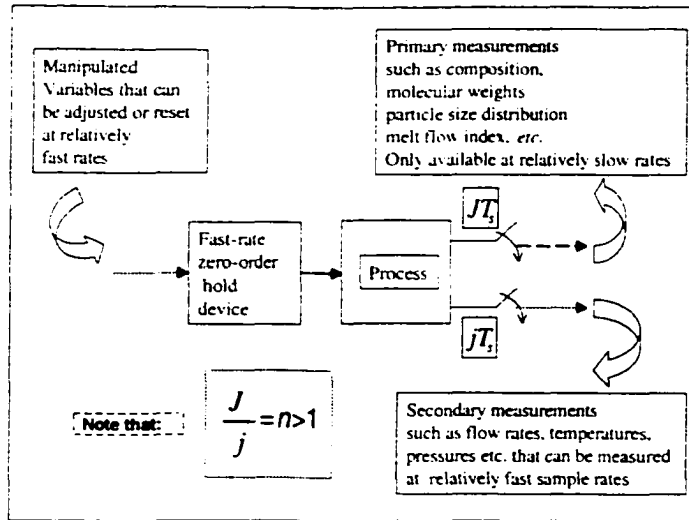 Manipulated
Variables that can
be adjusted or reset
at relatively
fast rates
Primary measurements
such as composition,
molecular weights
particle size distribution
melt flow index, etc.
Only available at relatively slow rates
JTs
Fast-rate
zero-order
hold
device
Process
jTs
Note that:
J/j = n>1
Secondary measurements
such as flow rates, temperatures,
pressures etc. that can be measured
at relatively fast sample rates